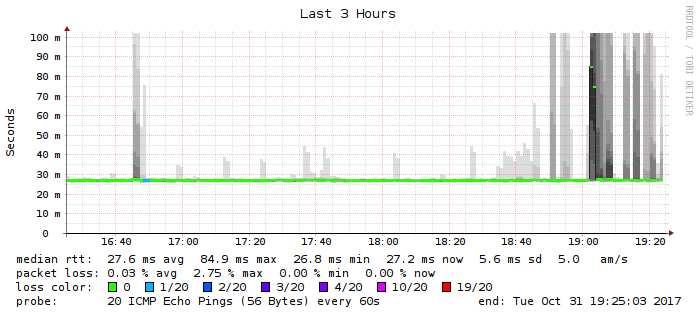 Last 3 Hours
RRDTOOL / TOBI OETIKER
Seconds
100 m
90 m
80 m
70 m
60 m
50 m
40 m
30 m
20 m
10 m
0
16:40 17:00 17:20 17:40 18:00 18:20 18:40 19:00 19:20
median rtt: 27.6 ms avg 84.9 ms max 26.8 ms min 27.2 ms now 5.6 ms sd 5.0 am/s
packet loss: 0.03 % avg 2.75 % max 0.00 % min 0.00 % now
loss color: 0 1/20 2/20 3/20 4/20 10/20 19/20
probe: 20 ICMP Echo Pings (56 Bytes) every 60s end: Tue Oct 31 19:25:03 2017